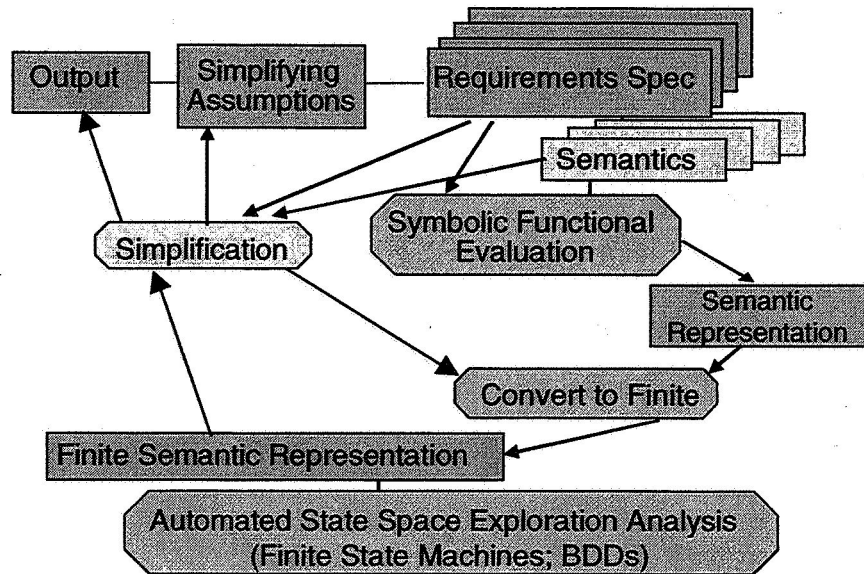 Output
Simplifying
Assumptions
Requirements Spec
Semantics
Symbolic Functional
Evaluation
Simplification
Semantic
Representation
Convert to Finite
Finite Semantic Representation
Automated State Space Exploration Analysis
(Finite State Machines; BDDs)